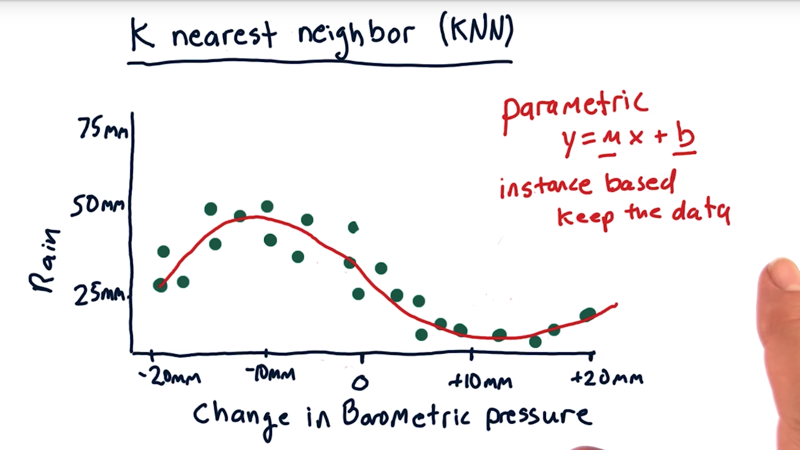 K nearest neighbor (KNN)
parametric
y = m x + b
instance based
keep the data
75mm
50mm
25mm
Rain
-20mm -10mm 0 +10mm +20mm
Change in Barometric pressure